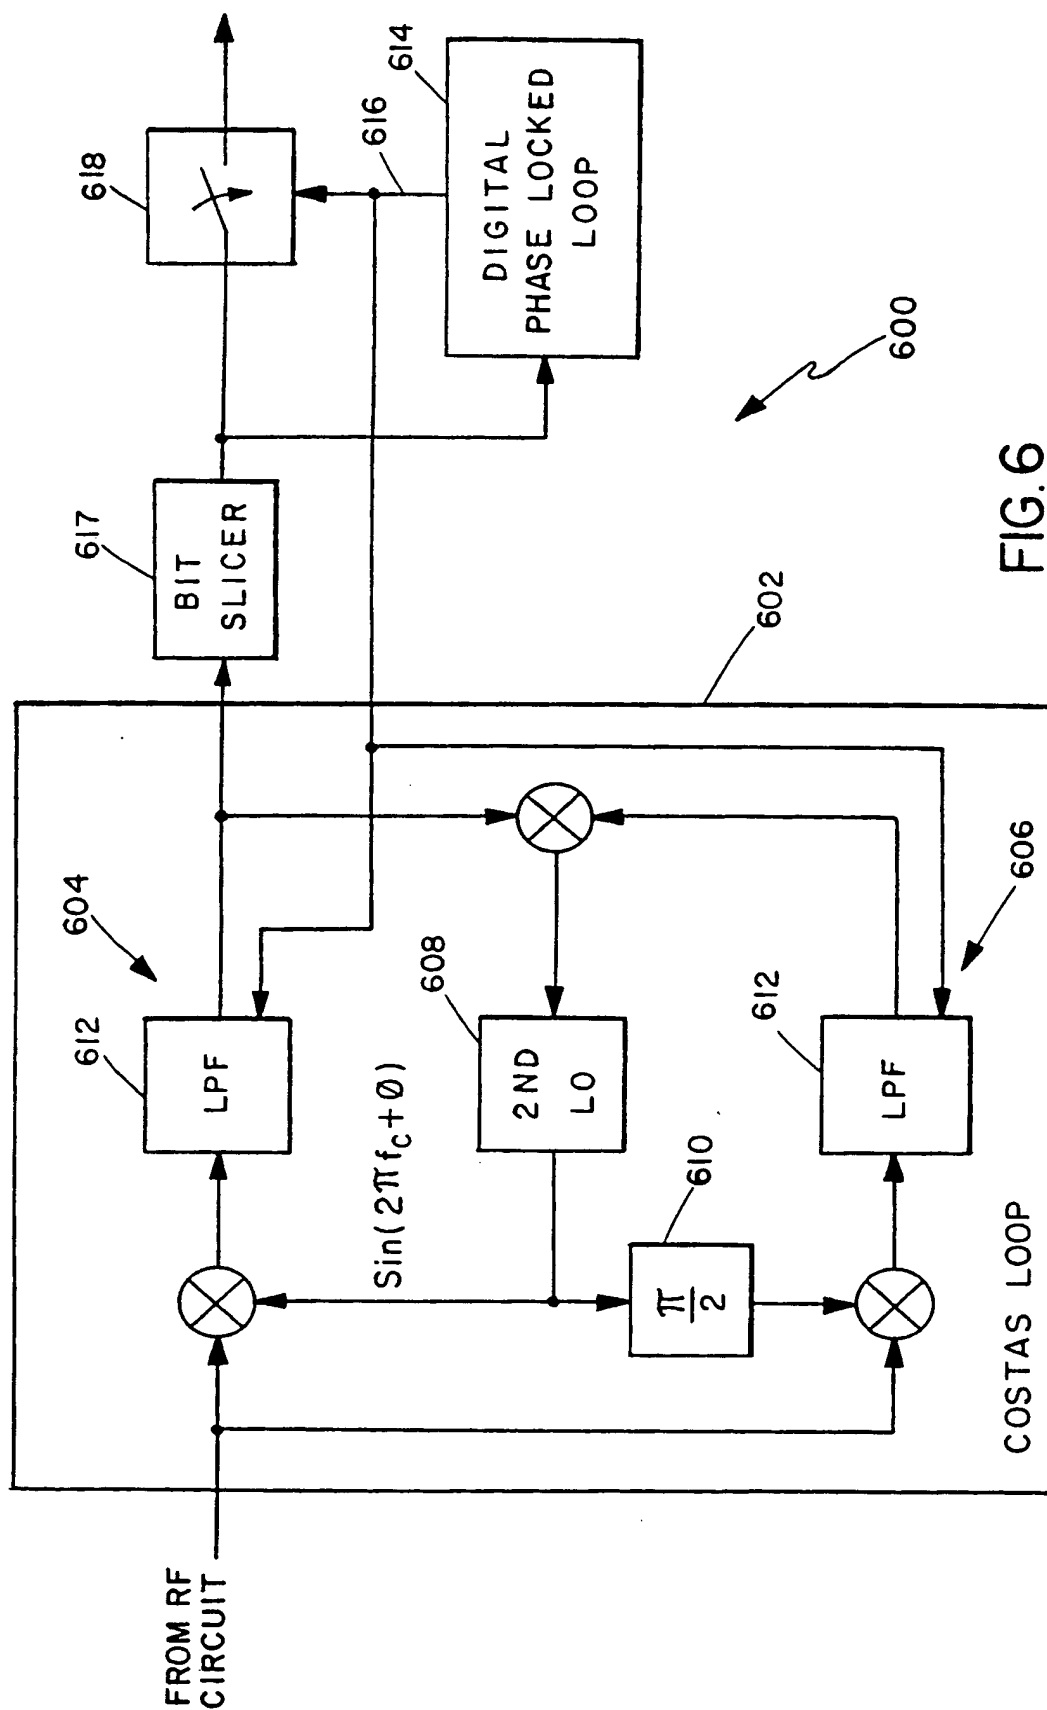 FROM RF
CIRCUIT
612
LPF
604
617
BIT
SLICER
618
616
614
DIGITAL
PHASE LOCKED
LOOP
Sin(2πf_c+Ø)
608
2ND
LO
610
π
2
612
LPF
606
COSTAS LOOP
602
600
FIG. 6